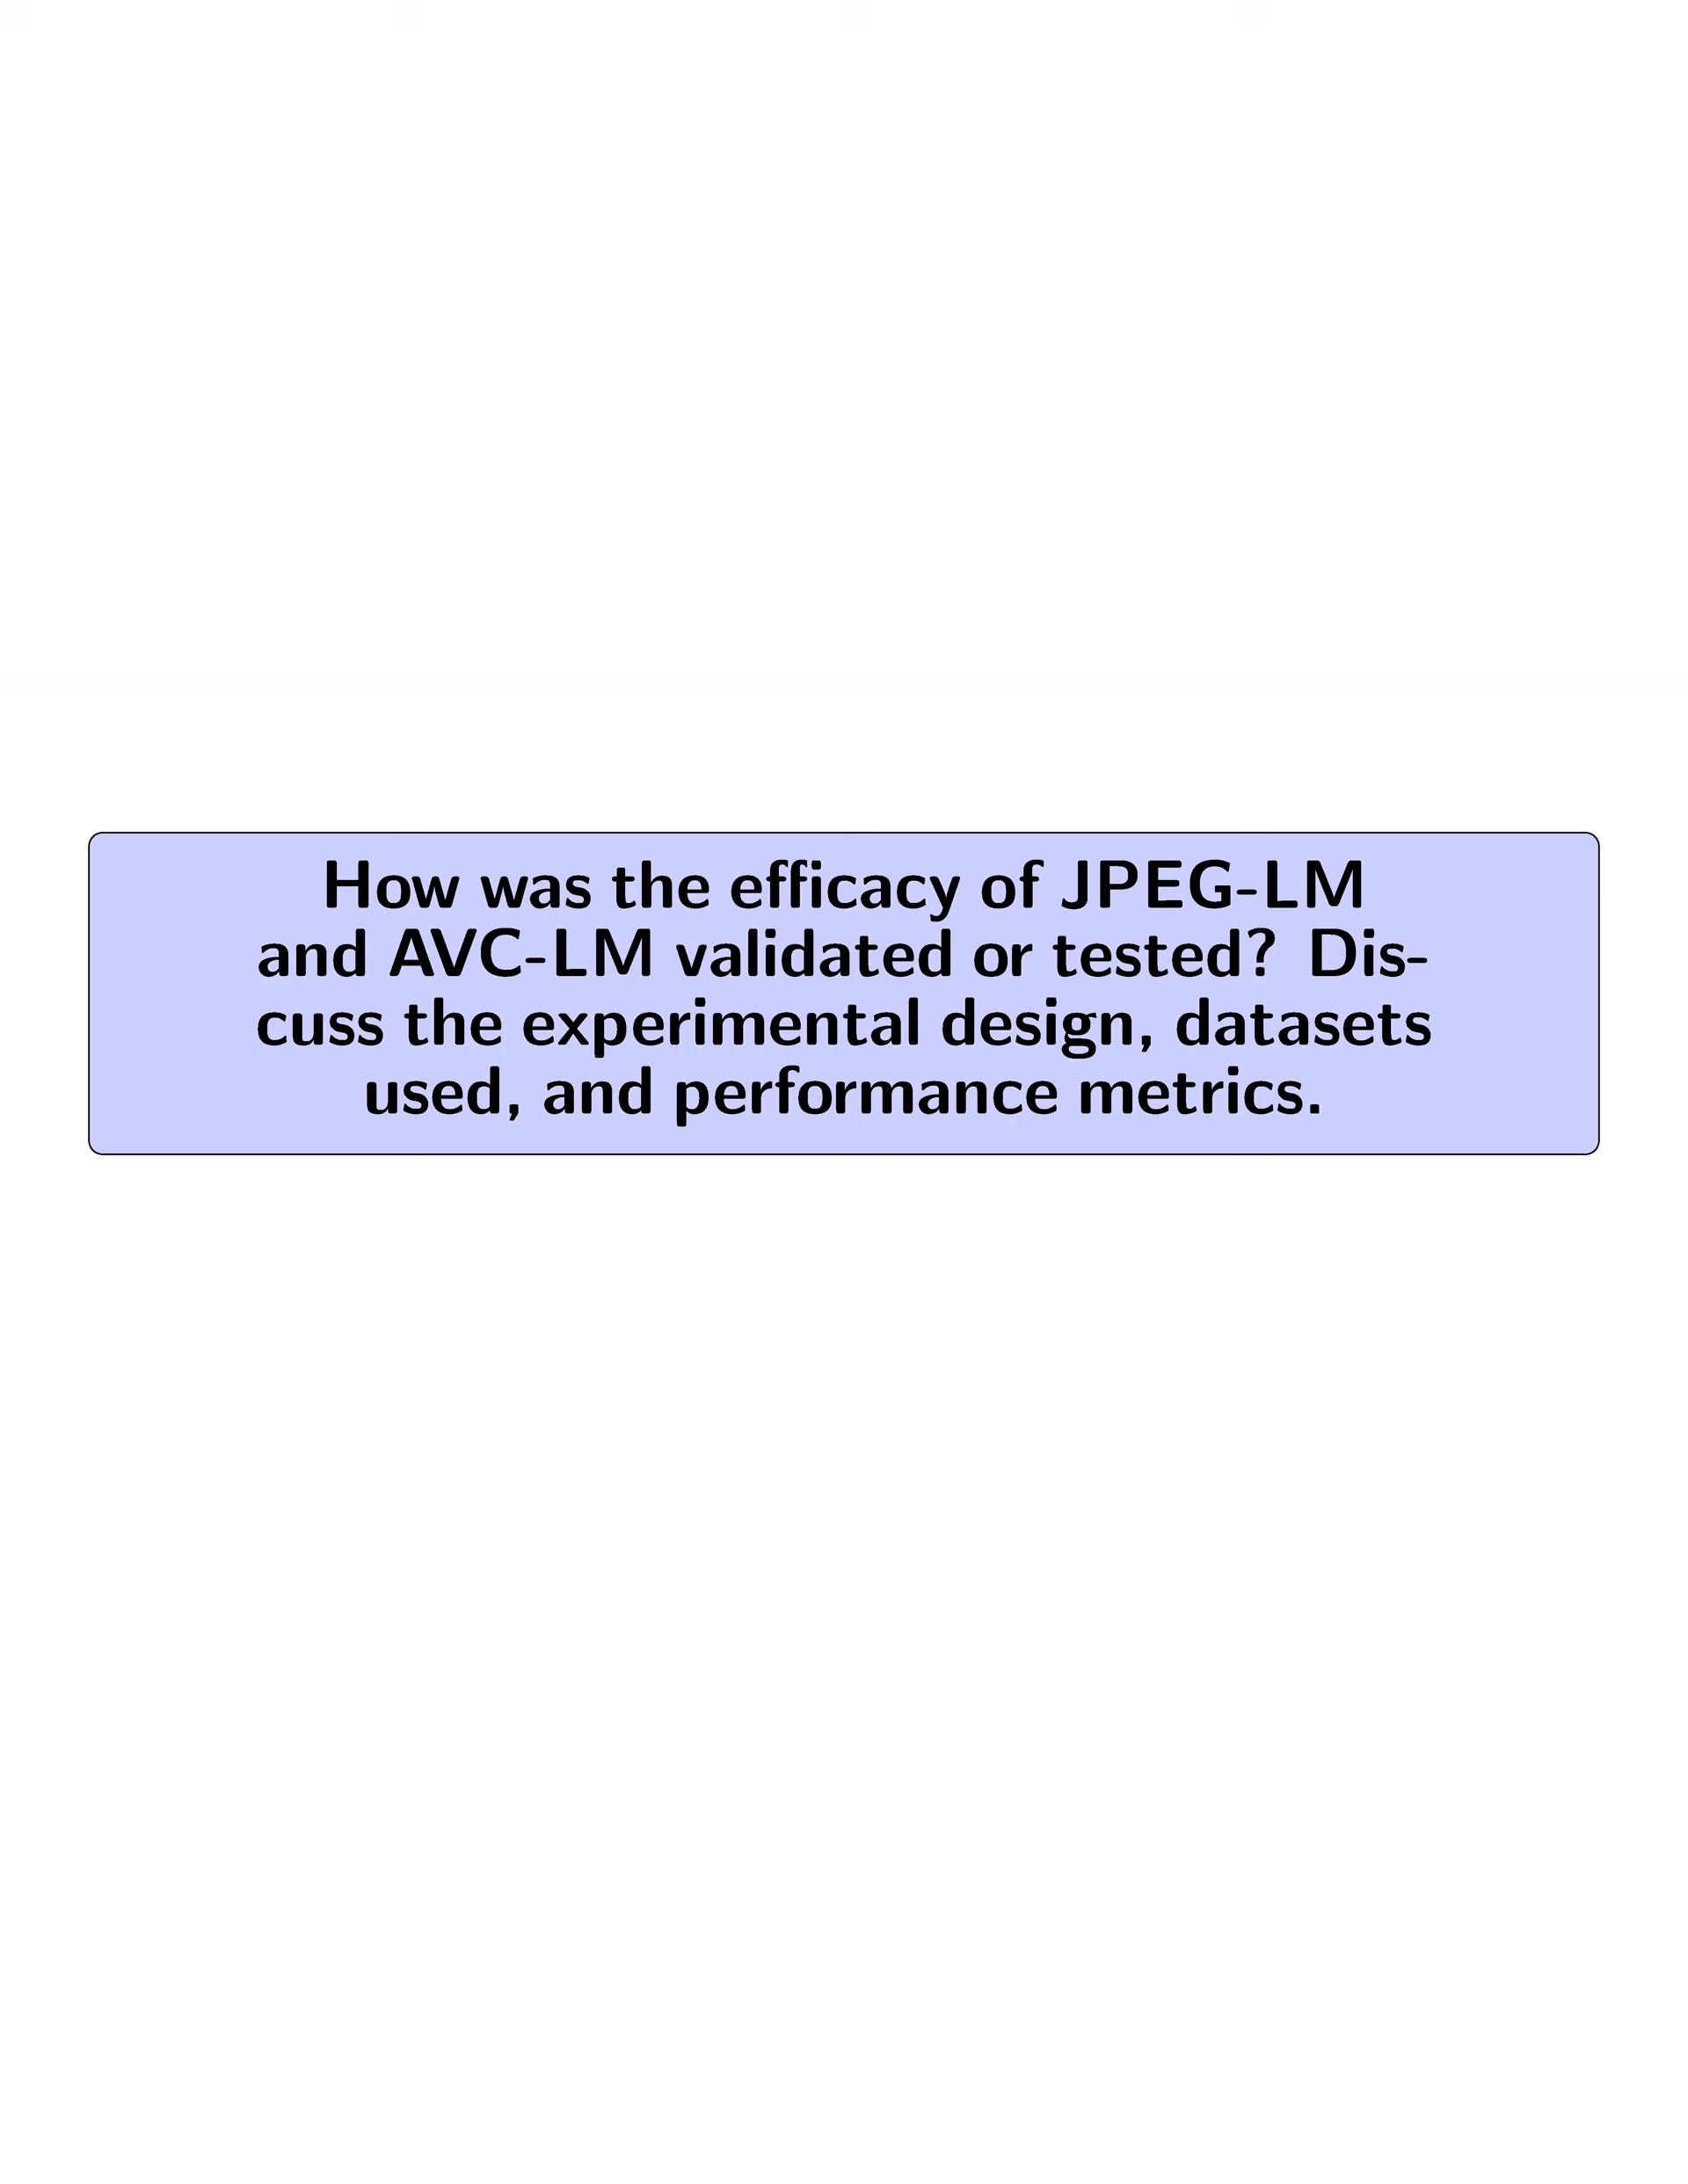 How was the efficacy of JPEG-LM
and AVC-LM validated or tested? Dis-
cuss the experimental design, datasets
used, and performance metrics.